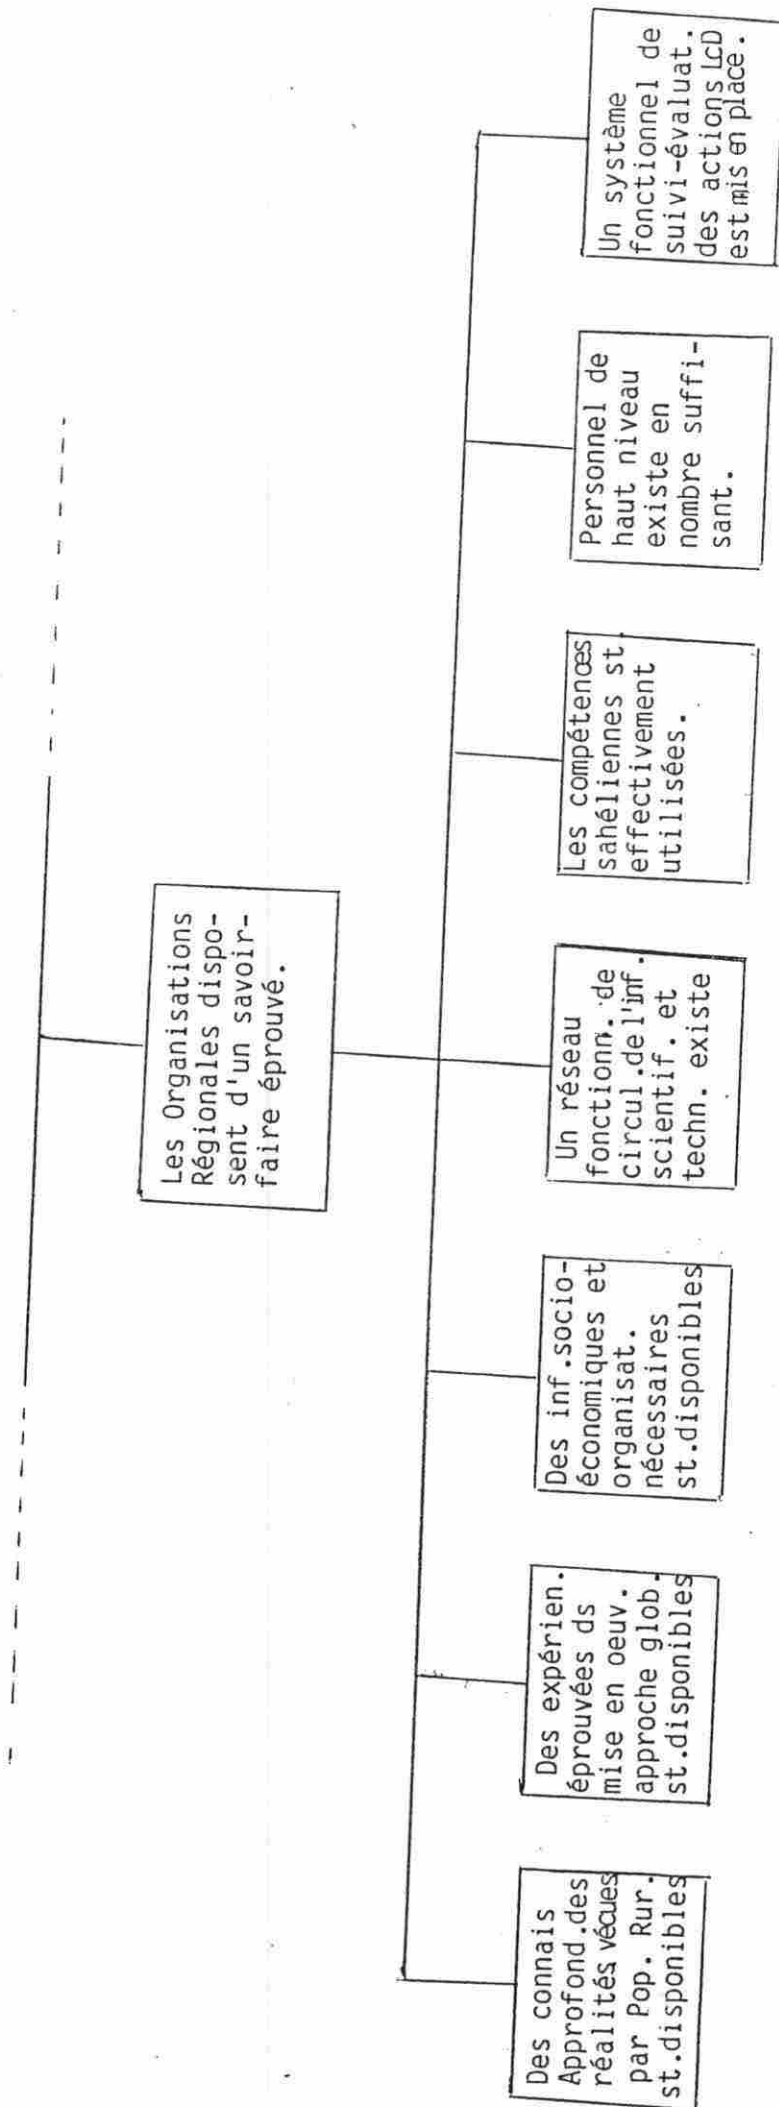 Les Organisations
Régionales dispo-
sent d'un savoir-
faire éprouvé.
Des connais
Approfond.des
réalités vécues
par Pop. Rur.
st.disponibles
Des expérien.
éprouvées ds
mise en oeuv.
approche glob.
st.disponibles
Des inf.socio-
économiques et
organisat.
nécessaires
st.disponibles
Un réseau
fonctionn. de
circul.de l'inf.
scientif. et
techn. existe
Les compétences
sahéliennes st.
effectivement
utilisées.
Personnel de
haut niveau
existe en
nombre suffi-
sant.
Un système
fonctionnel de
suivi-évaluat.
des actions LCD
est mis en place.